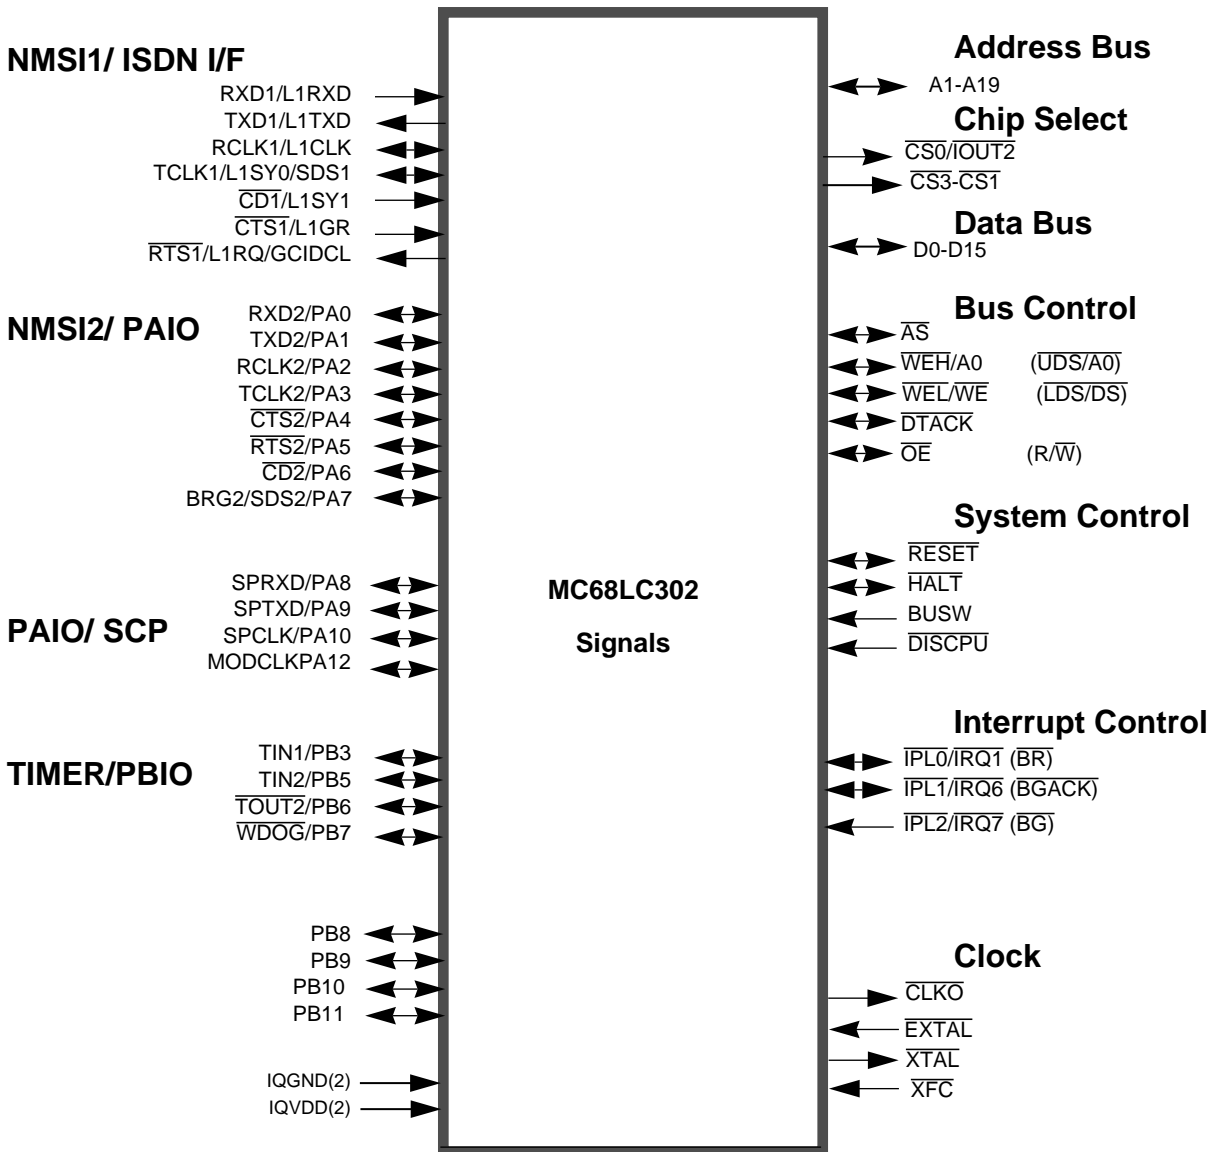 NMSI1/ ISDN I/F
RXD1/L1RXD
TXD1/L1TXD
RCLK1/L1CLK
TCLK1/L1SY0/SDS1
CD1/L1SY1
CTS1/L1GR
RTS1/L1RQ/GCIDCL
NMSI2/ PAIO
RXD2/PA0
TXD2/PA1
RCLK2/PA2
TCLK2/PA3
CTS2/PA4
RTS2/PA5
CD2/PA6
BRG2/SDS2/PA7
PAIO/ SCP
SPRXD/PA8
SPTXD/PA9
SPCLK/PA10
MODCLKPA12
TIMER/PBIO
TIN1/PB3
TIN2/PB5
TOUT2/PB6
WDOG/PB7
PB8
PB9
PB10
PB11
IQGND(2)
IQVDD(2)
MC68LC302
Signals
Address Bus
A1-A19
Chip Select
CS0/IOUT2
CS3-CS1
Data Bus
D0-D15
Bus Control
AS
WEH/A0 (UDS/A0)
WEL/WE (LDS/DS)
DTACK
OE (R/W)
System Control
RESET
HALT
BUSW
DISCPU
Interrupt Control
IPL0/IRQ1 (BR)
IPL1/IRQ6 (BGACK)
IPL2/IRQ7 (BG)
Clock
CLKO
EXTAL
XTAL
XFC